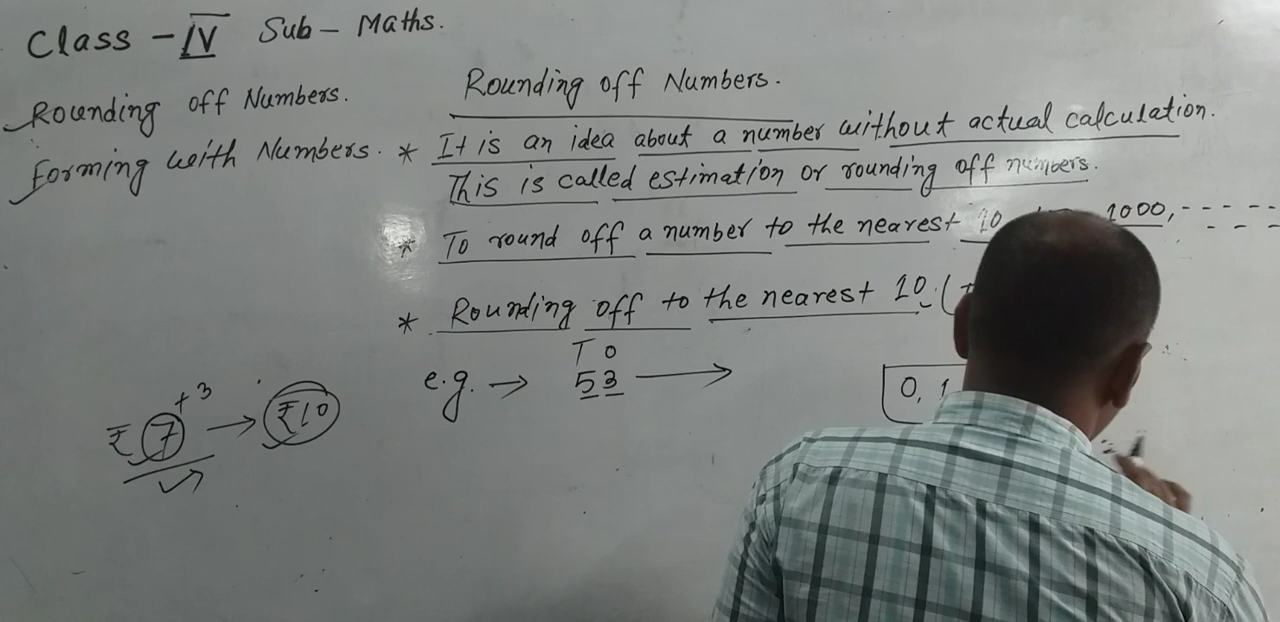 Class - IV Sub - Maths.
Rounding off Numbers.
Forming with Numbers.
Rounding off Numbers.
* It is an idea about a number without actual calculation.
This is called estimation or rounding off numbers.
* To round off a number to the nearest 10 1000, - - - - -
* Rounding off to the nearest 10 (
T O
e.g. → 53 ⟶
0, 1
+3
₹ 7 → ₹10